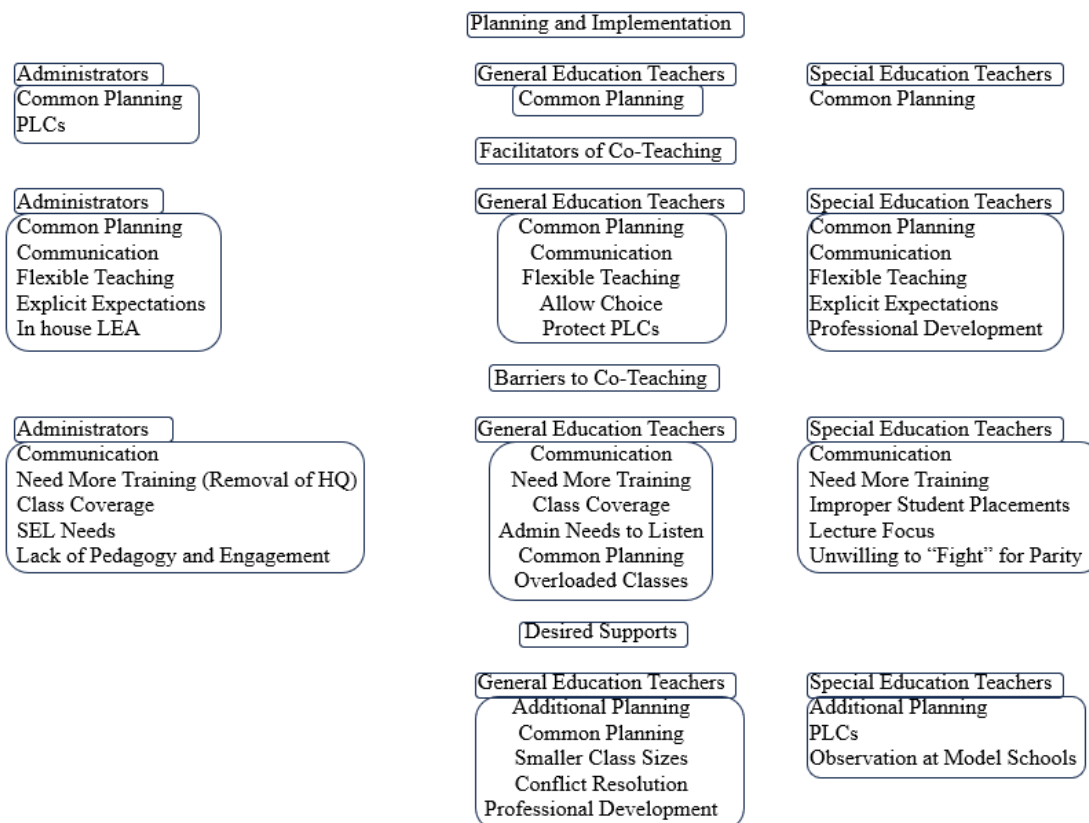 Planning and Implementation
Administrators
Common Planning
PLCs
General Education Teachers
Common Planning
Special Education Teachers
Common Planning
Facilitators of Co-Teaching
Administrators
Common Planning
Communication
Flexible Teaching
Explicit Expectations
In house LEA
General Education Teachers
Common Planning
Communication
Flexible Teaching
Allow Choice
Protect PLCs
Special Education Teachers
Common Planning
Communication
Flexible Teaching
Explicit Expectations
Professional Development
Barriers to Co-Teaching
Administrators
Communication
Need More Training (Removal of HQ)
Class Coverage
SEL Needs
Lack of Pedagogy and Engagement
General Education Teachers
Communication
Need More Training
Class Coverage
Admin Needs to Listen
Common Planning
Overloaded Classes
Special Education Teachers
Communication
Need More Training
Improper Student Placements
Lecture Focus
Unwilling to “Fight” for Parity
Desired Supports
General Education Teachers
Additional Planning
Common Planning
Smaller Class Sizes
Conflict Resolution
Professional Development
Special Education Teachers
Additional Planning
PLCs
Observation at Model Schools